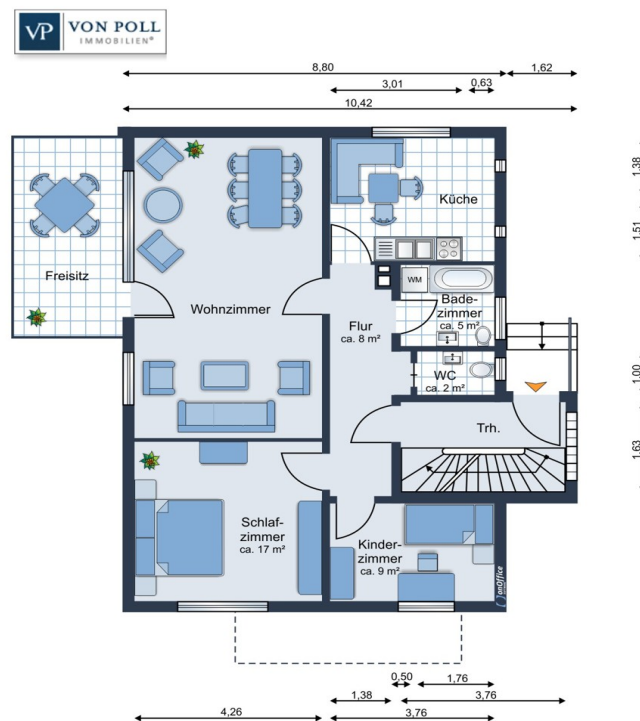 VP VON POLL
IMMOBILIEN®
8,80
1,62
3,01
0,63
10,42
1,38
1,51
1,00
1,63
Küche
Freisitz
Wohnzimmer
WM
Bade-
zimmer
ca. 5 m²
Flur
ca. 8 m²
WC
ca. 2 m²
Trh.
Schlaf-
zimmer
ca. 17 m²
Kinder-
zimmer
ca. 9 m²
onOffice
0,50
1,76
1,38
3,76
4,26
3,76